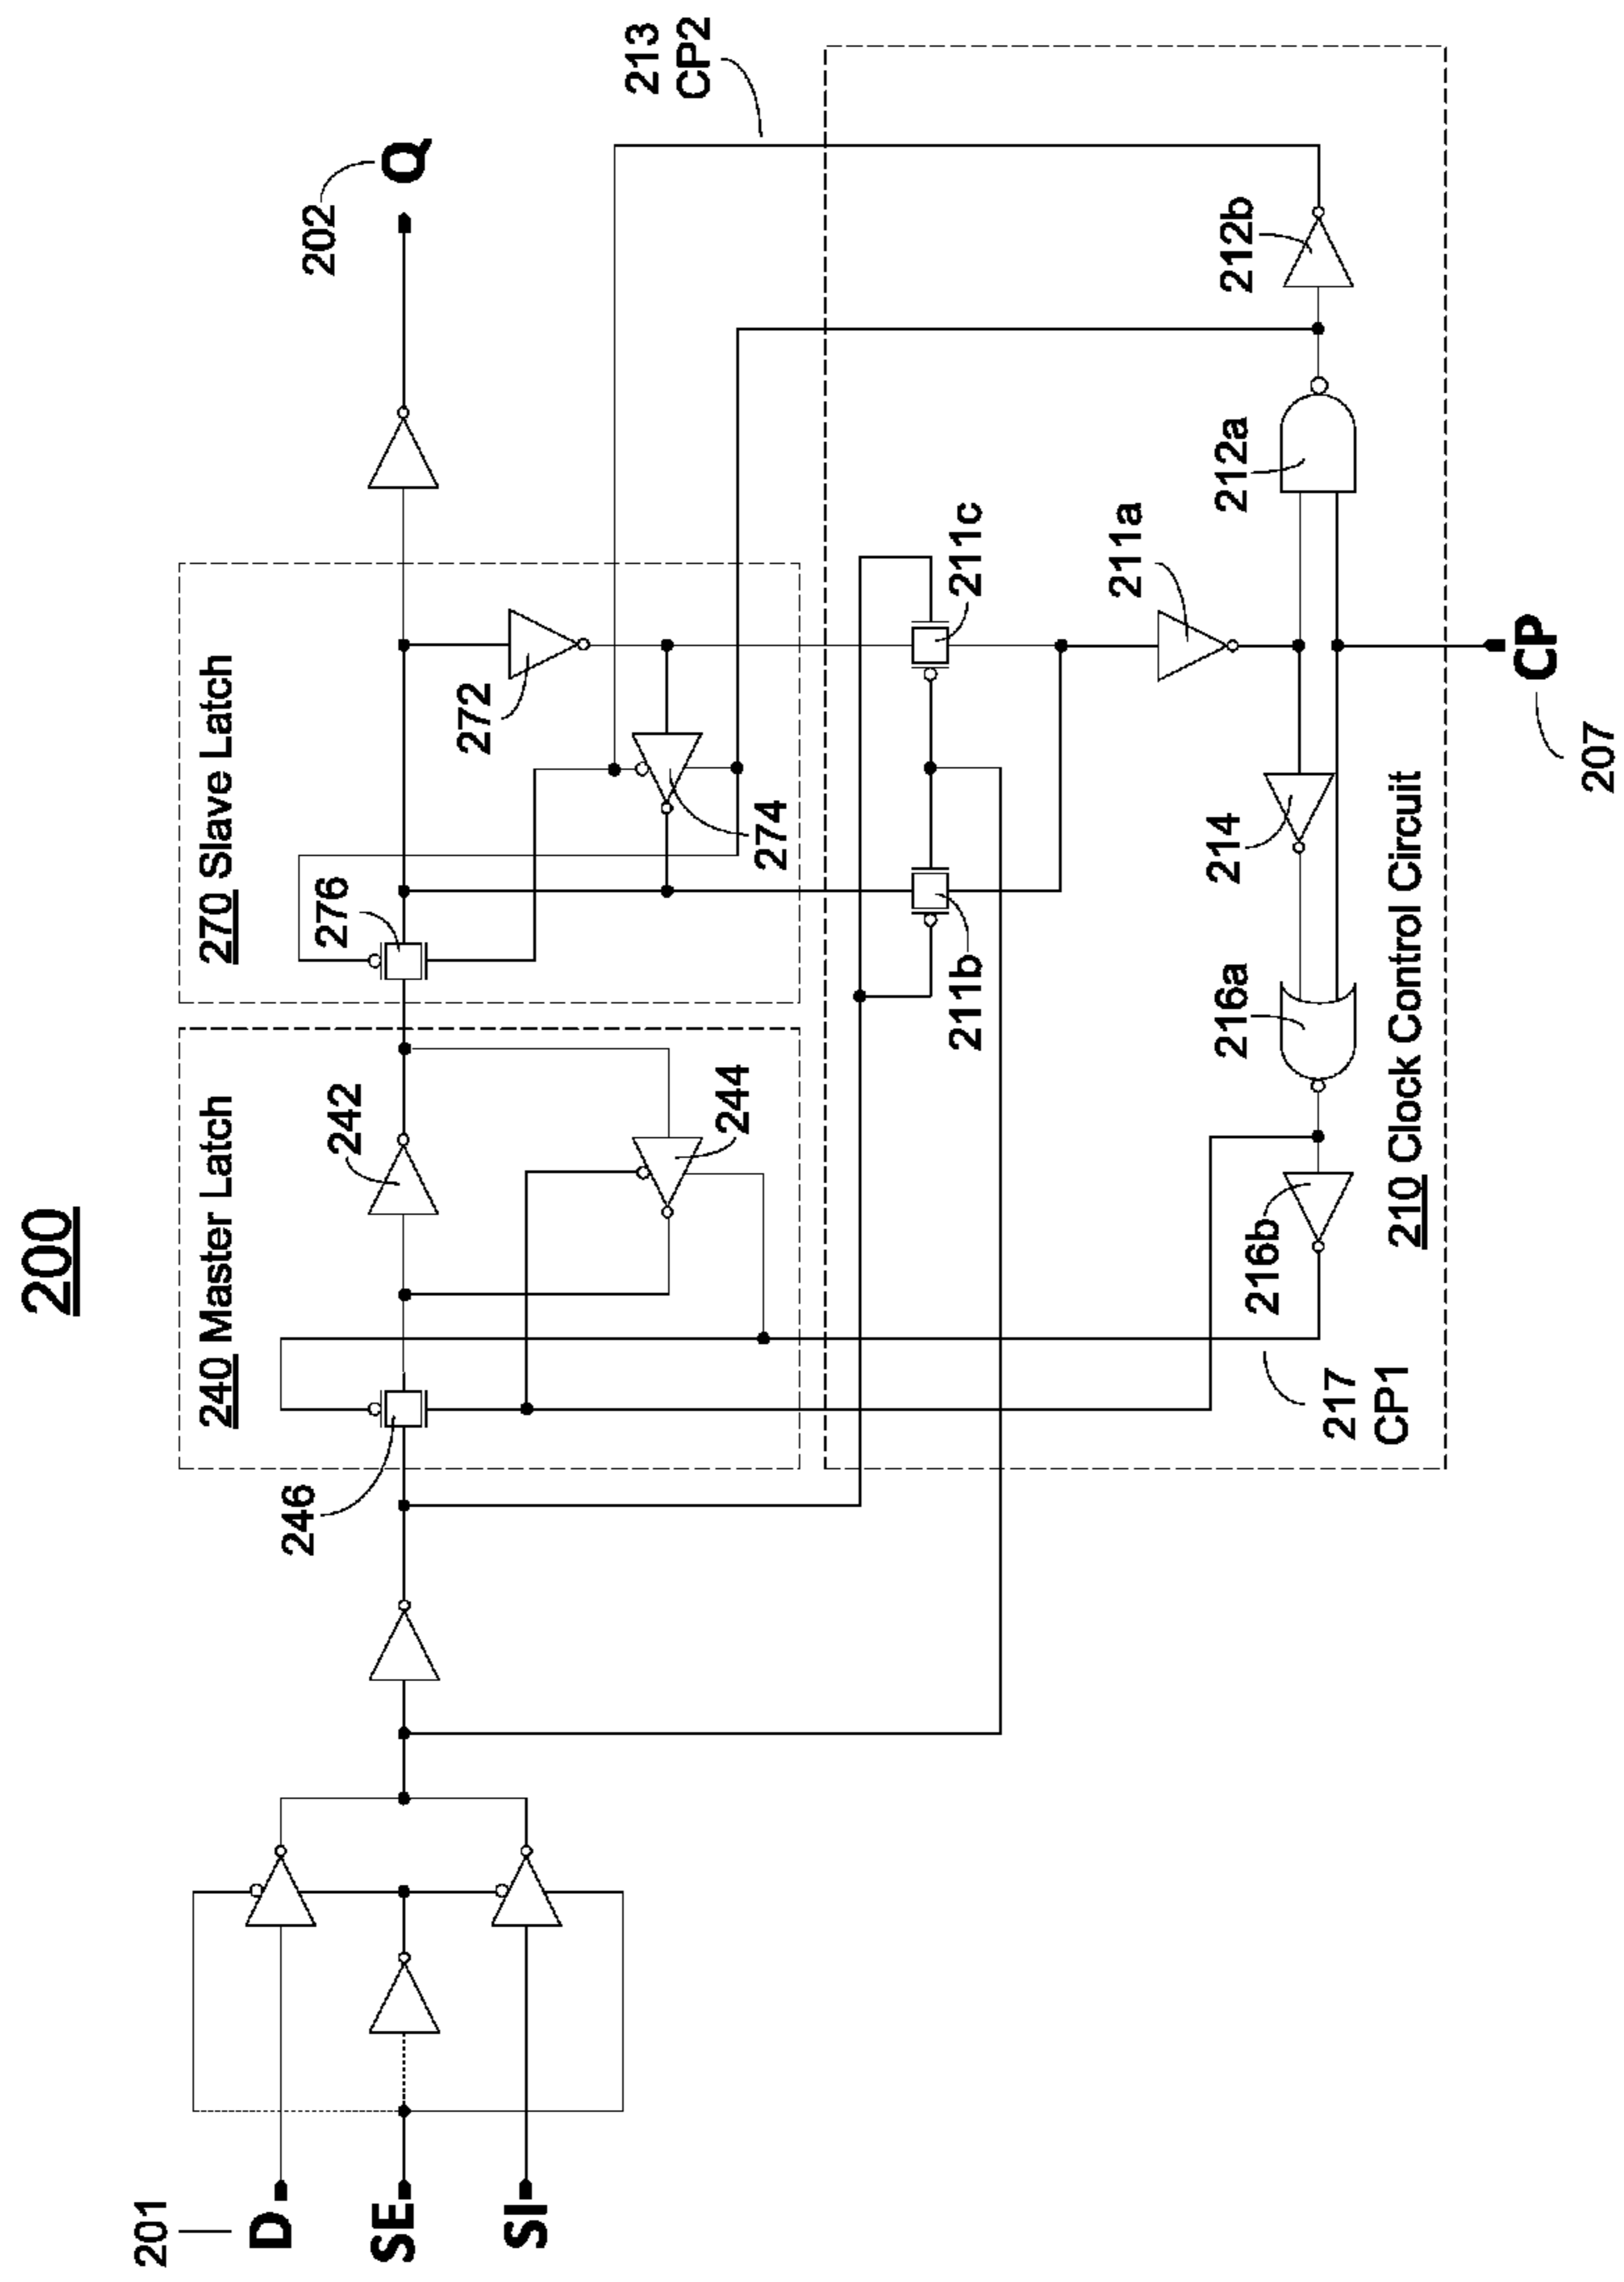 200
240 Master Latch
270 Slave Latch
246
242
244
276
272
274
202
Q
213
CP2
201
D
SE
SI
211b
211c
211a
214
212a
212b
216a
216b
217
CP1
210 Clock Control Circuit
CP
207